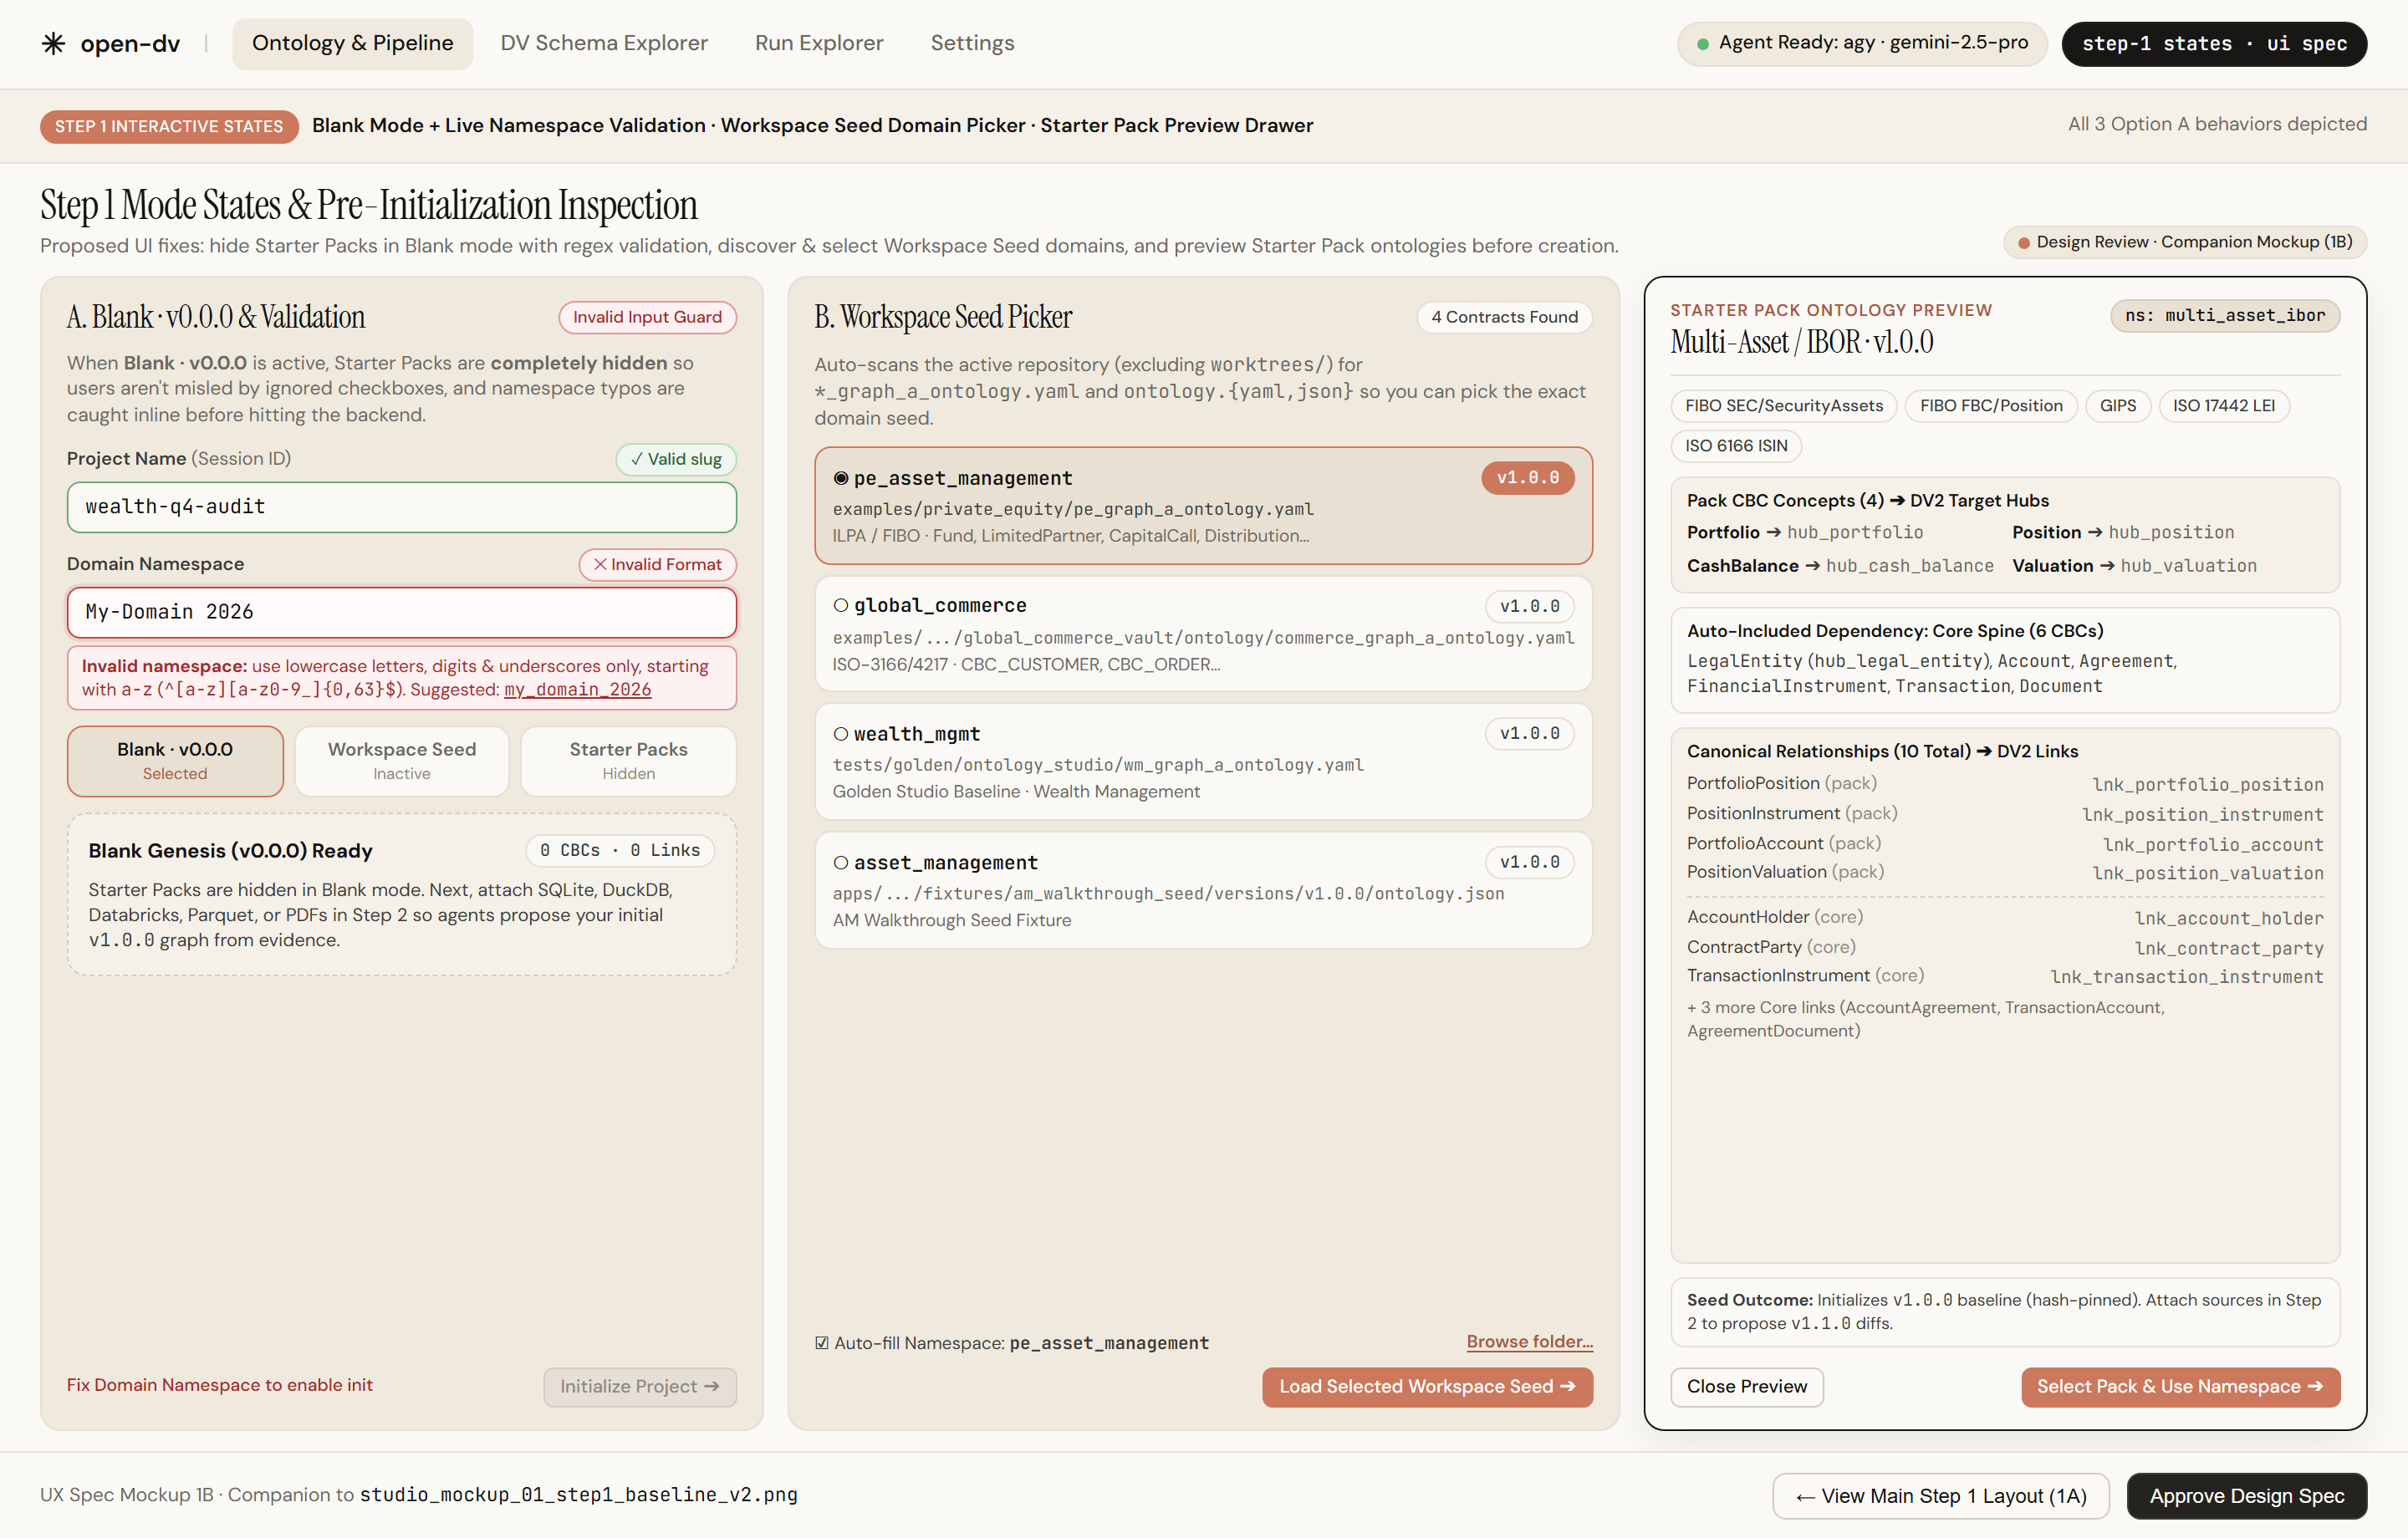 open-dv
Ontology & Pipeline
DV Schema Explorer
Run Explorer
Settings
Agent Ready: agy · gemini-2.5-pro
step-1 states · ui spec
STEP 1 INTERACTIVE STATES
Blank Mode + Live Namespace Validation · Workspace Seed Domain Picker · Starter Pack Preview Drawer
All 3 Option A behaviors depicted
Step 1 Mode States & Pre-Initialization Inspection
Proposed UI fixes: hide Starter Packs in Blank mode with regex validation, discover & select Workspace Seed domains, and preview Starter Pack ontologies before creation.
Design Review · Companion Mockup (1B)
A. Blank · v0.0.0 & Validation
Invalid Input Guard
When Blank · v0.0.0 is active, Starter Packs are completely hidden so
users aren't misled by ignored checkboxes, and namespace typos are
caught inline before hitting the backend.
Project Name (Session ID)
✓ Valid slug
wealth-q4-audit
Domain Namespace
✕ Invalid Format
My-Domain 2026
Invalid namespace: use lowercase letters, digits & underscores only, starting
with a-z (^[a-z][a-z0-9_]{0,63}$). Suggested: my_domain_2026
Blank · v0.0.0
Selected
Workspace Seed
Inactive
Starter Packs
Hidden
Blank Genesis (v0.0.0) Ready
0 CBCs · 0 Links
Starter Packs are hidden in Blank mode. Next, attach SQLite, DuckDB,
Databricks, Parquet, or PDFs in Step 2 so agents propose your initial
v1.0.0 graph from evidence.
Fix Domain Namespace to enable init
Initialize Project ➔
B. Workspace Seed Picker
4 Contracts Found
Auto-scans the active repository (excluding worktrees/) for
*_graph_a_ontology.yaml and ontology.{yaml,json} so you can pick the exact
domain seed.
◉ pe_asset_management
v1.0.0
examples/private_equity/pe_graph_a_ontology.yaml
ILPA / FIBO · Fund, LimitedPartner, CapitalCall, Distribution…
○ global_commerce
v1.0.0
examples/.../global_commerce_vault/ontology/commerce_graph_a_ontology.yaml
ISO-3166/4217 · CBC_CUSTOMER, CBC_ORDER…
○ wealth_mgmt
v1.0.0
tests/golden/ontology_studio/wm_graph_a_ontology.yaml
Golden Studio Baseline · Wealth Management
○ asset_management
v1.0.0
apps/.../fixtures/am_walkthrough_seed/versions/v1.0.0/ontology.json
AM Walkthrough Seed Fixture
☑ Auto-fill Namespace: pe_asset_management
Browse folder…
Load Selected Workspace Seed ➔
STARTER PACK ONTOLOGY PREVIEW
Multi-Asset / IBOR · v1.0.0
ns: multi_asset_ibor
FIBO SEC/SecurityAssets
FIBO FBC/Position
GIPS
ISO 17442 LEI
ISO 6166 ISIN
Pack CBC Concepts (4) ➔ DV2 Target Hubs
Portfolio ➔ hub_portfolio
Position ➔ hub_position
CashBalance ➔ hub_cash_balance
Valuation ➔ hub_valuation
Auto-Included Dependency: Core Spine (6 CBCs)
LegalEntity (hub_legal_entity), Account, Agreement,
FinancialInstrument, Transaction, Document
Canonical Relationships (10 Total) ➔ DV2 Links
PortfolioPosition (pack)
lnk_portfolio_position
PositionInstrument (pack)
lnk_position_instrument
PortfolioAccount (pack)
lnk_portfolio_account
PositionValuation (pack)
lnk_position_valuation
AccountHolder (core)
lnk_account_holder
ContractParty (core)
lnk_contract_party
TransactionInstrument (core)
lnk_transaction_instrument
+ 3 more Core links (AccountAgreement, TransactionAccount,
AgreementDocument)
Seed Outcome: Initializes v1.0.0 baseline (hash-pinned). Attach sources in Step
2 to propose v1.1.0 diffs.
Close Preview
Select Pack & Use Namespace ➔
UX Spec Mockup 1B · Companion to studio_mockup_01_step1_baseline_v2.png
← View Main Step 1 Layout (1A)
Approve Design Spec